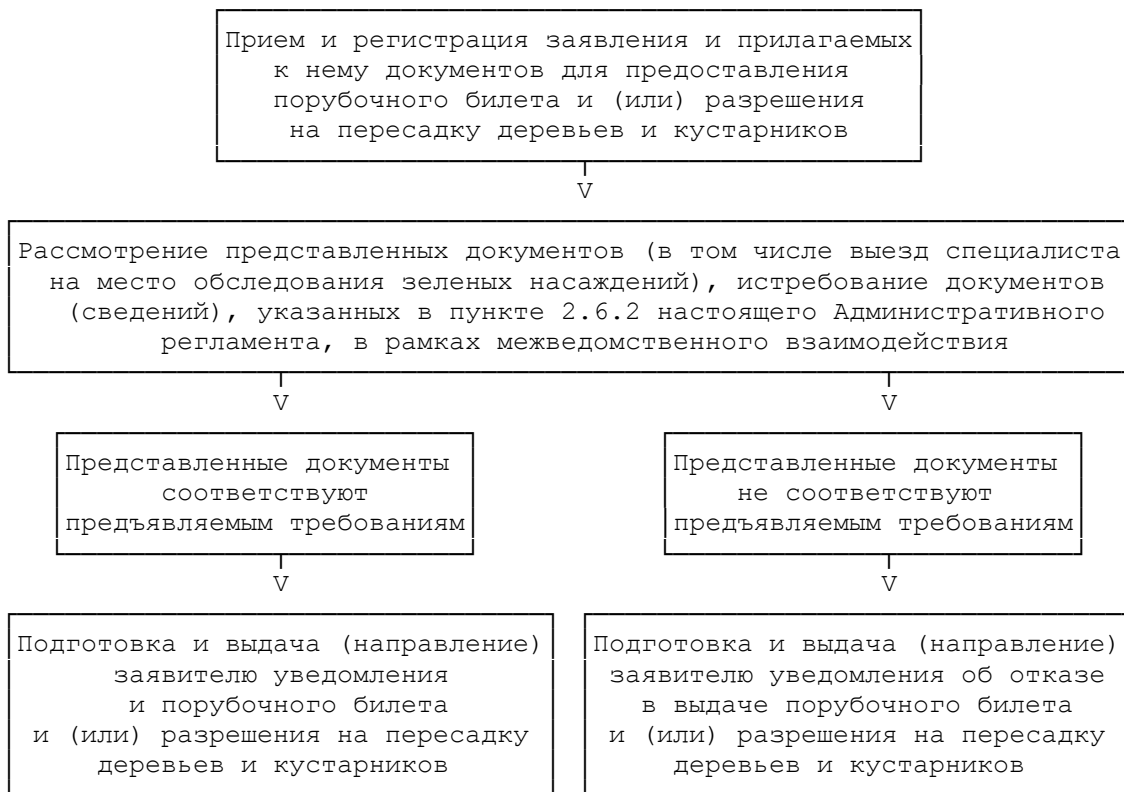 Прием и регистрация заявления и прилагаемых
к нему документов для предоставления
порубочного билета и (или) разрешения
на пересадку деревьев и кустарников
V
Рассмотрение представленных документов (в том числе выезд специалиста
на место обследования зеленых насаждений), истребование документов
(сведений), указанных в пункте 2.6.2 настоящего Административного
регламента, в рамках межведомственного взаимодействия
V
V
Представленные документы
соответствуют
предъявляемым требованиям
Представленные документы
не соответствуют
предъявляемым требованиям
V
V
Подготовка и выдача (направление)
заявителю уведомления
и порубочного билета
и (или) разрешения на пересадку
деревьев и кустарников
Подготовка и выдача (направление)
заявителю уведомления об отказе
в выдаче порубочного билета
и (или) разрешения на пересадку
деревьев и кустарников